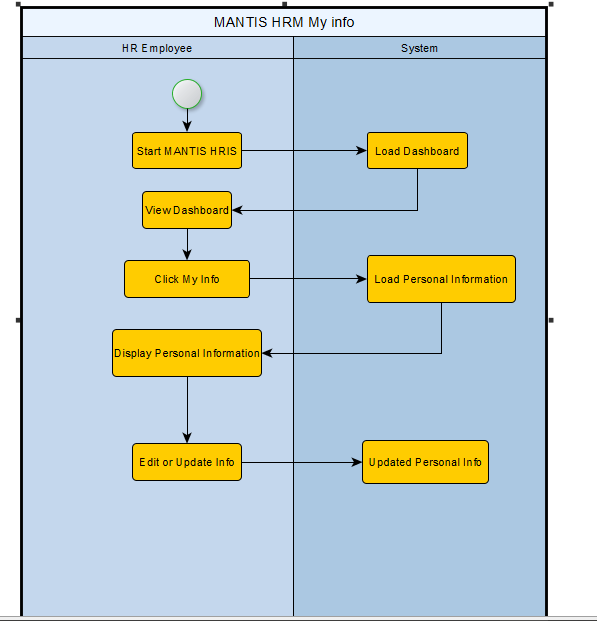 MANTIS HRM My info
HR Employee
System
Start MANTIS HRIS
Load Dashboard
View Dashboard
Click My Info
Load Personal Information
Display Personal Information
Edit or Update Info
Updated Personal Info